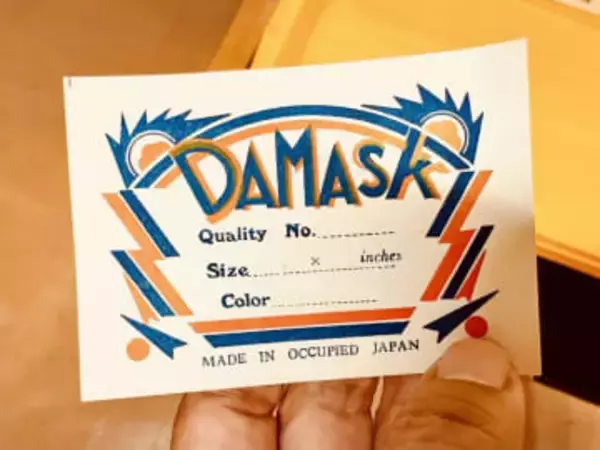 DAMASK
Quality No.
Size × inches
Color
MADE IN OCCUPIED JAPAN